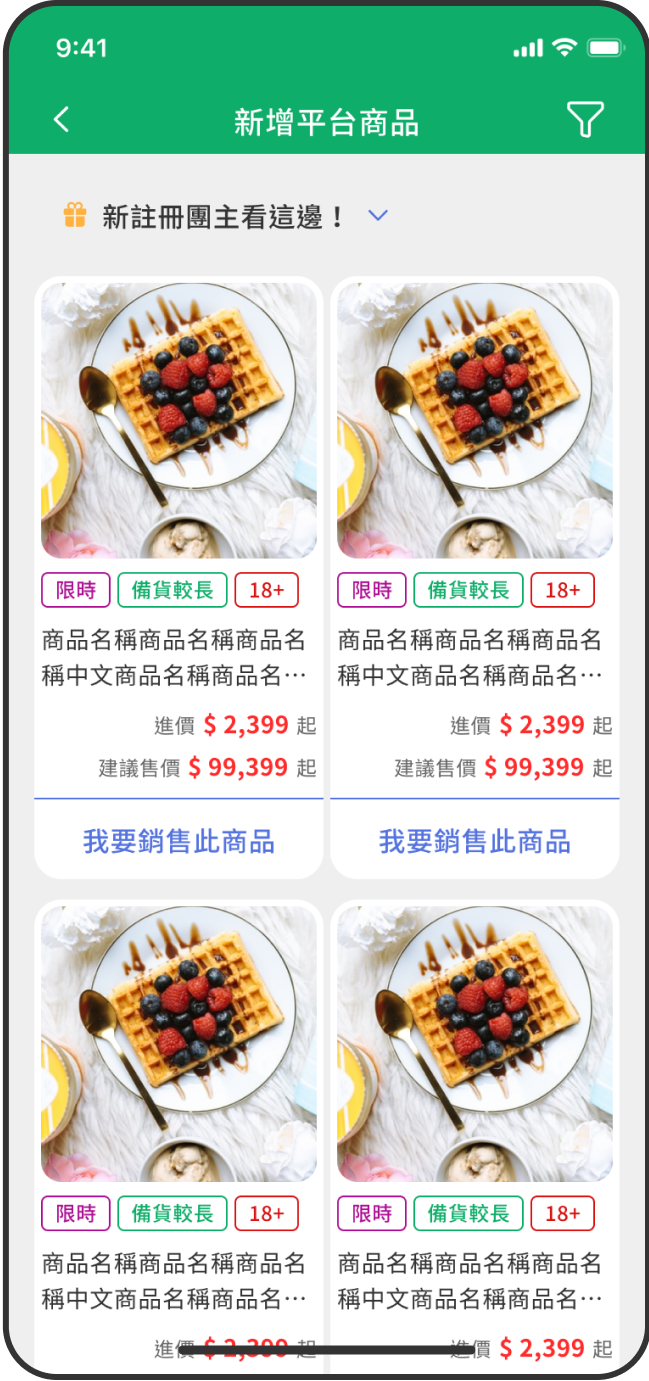 9:41
新增平台商品
新註冊團主看這邊！
限時 備貨較長 18+
商品名稱商品名稱商品名
稱中文商品名稱商品名…
進價 $ 2,399 起
建議售價 $ 99,399 起
我要銷售此商品
限時 備貨較長 18+
商品名稱商品名稱商品名
稱中文商品名稱商品名…
進價 $ 2,399 起
建議售價 $ 99,399 起
我要銷售此商品
限時 備貨較長 18+
商品名稱商品名稱商品名
稱中文商品名稱商品名…
進價 $ 2,399 起
限時 備貨較長 18+
商品名稱商品名稱商品名
稱中文商品名稱商品名…
進價 $ 2,399 起